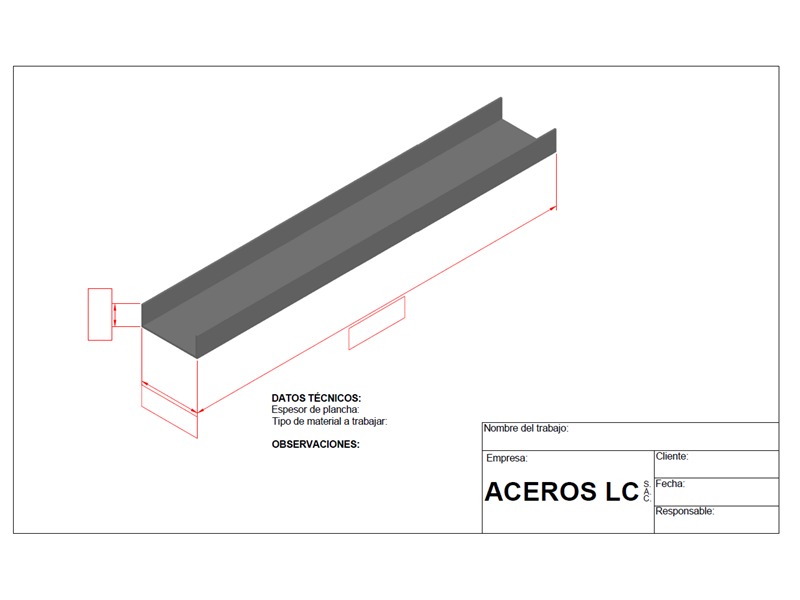 DATOS TÉCNICOS:
Espesor de plancha:
Tipo de material a trabajar:
OBSERVACIONES:
Nombre del trabajo:
Empresa:
ACEROS LC S.A.C.
Cliente:
Fecha:
Responsable: